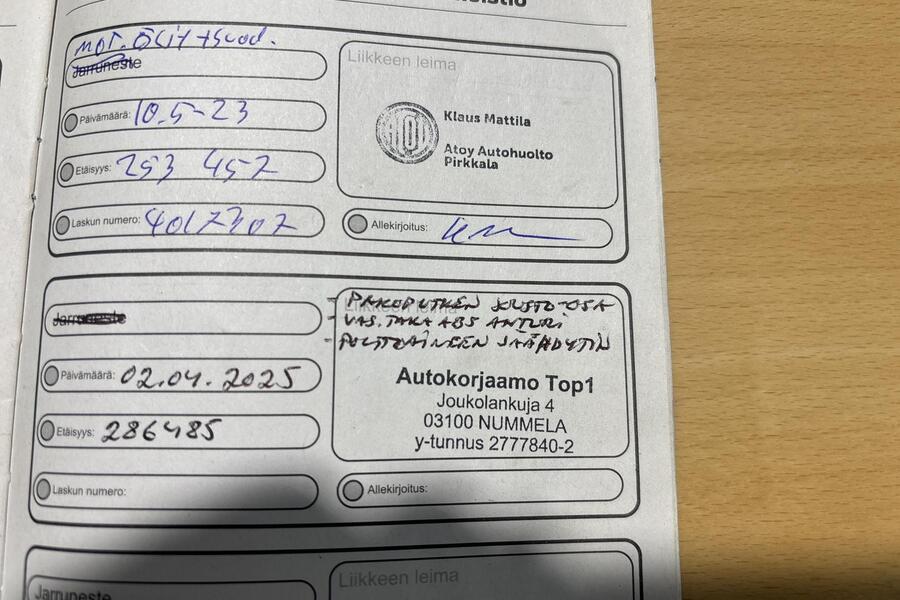 MOT. ÖLJY + SUOD.
Jarruneste
Liikkeen leima
Päivämäärä: 10.5-23
Klaus Mattila
Atoy Autohuolto
Pirkkala
Etäisyys: 253 457
Laskun numero: 4017307
Allekirjoitus:
- PAKOPUTKEN JOUSTO-OSA
Liikkeen leima
- VAS. TAKA ABS ANTURI
- POLTTOAINEEN JÄÄHDYTIN
Jarruneste
Päivämäärä: 02.04.2025
Autokorjaamo Top1
Joukolankuja 4
03100 NUMMELA
y-tunnus 2777840-2
Etäisyys: 286485
Laskun numero:
Allekirjoitus:
Liikkeen leima
Jarruneste